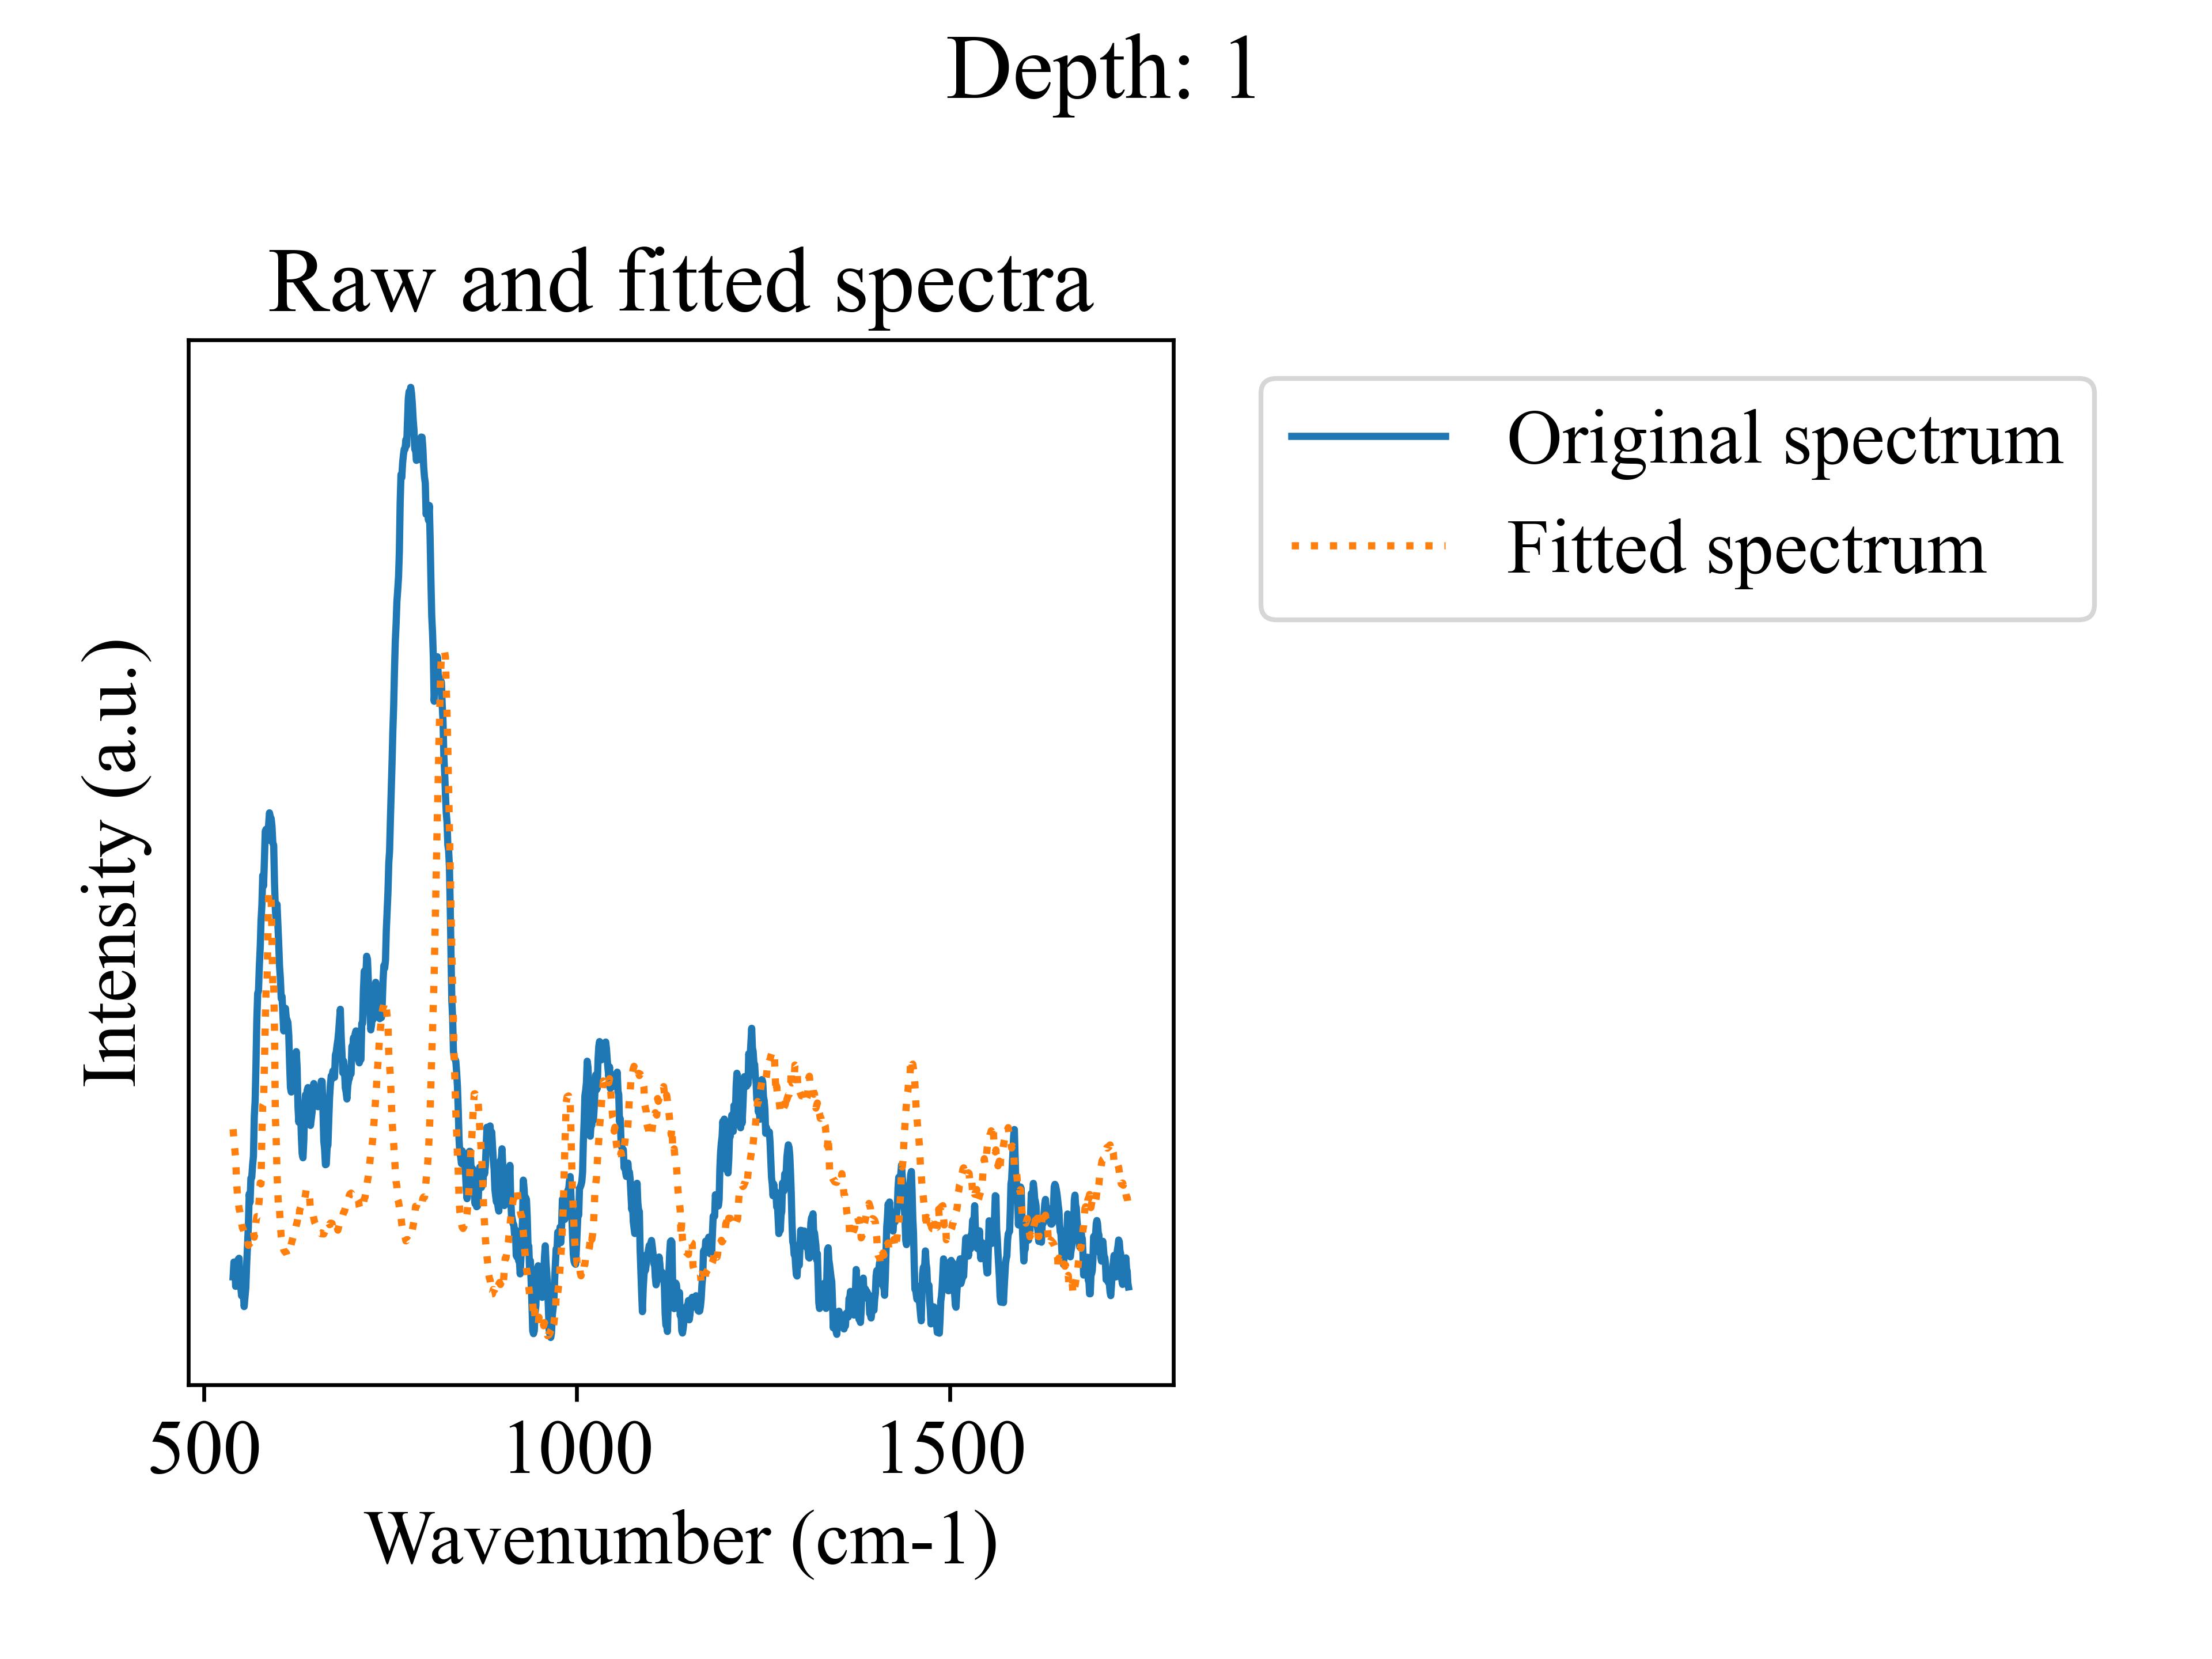 Depth: 1
Raw and fitted spectra
Original spectrum
Fitted spectrum
Intensity (a.u.)
500 1000 1500
Wavenumber (cm-1)